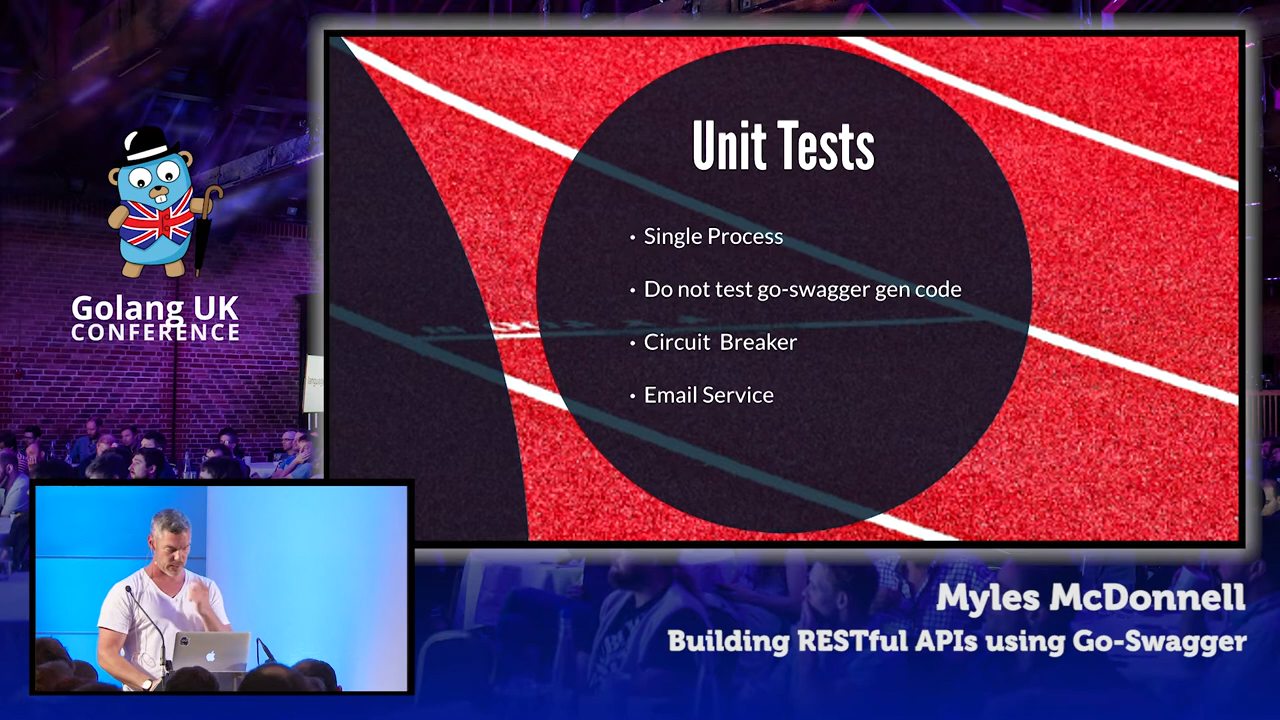 Golang UK
CONFERENCE
Unit Tests
• Single Process
• Do not test go-swagger gen code
• Circuit Breaker
• Email Service
Myles McDonnell
Building RESTful APIs using Go-Swagger